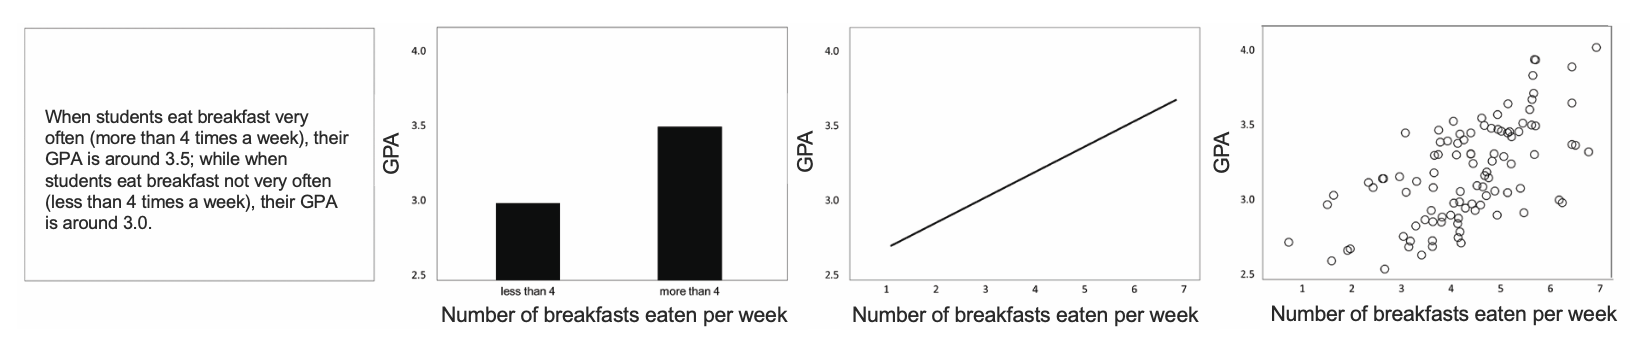 When students eat breakfast very
often (more than 4 times a week), their
GPA is around 3.5; while when
students eat breakfast not very often
(less than 4 times a week), their GPA
is around 3.0.
GPA
4.0
3.5
3.0
2.5
less than 4 more than 4
Number of breakfasts eaten per week
GPA
4.0
3.5
3.0
2.5
1 2 3 4 5 6 7
Number of breakfasts eaten per week
GPA
4.0
3.5
3.0
2.5
1 2 3 4 5 6 7
Number of breakfasts eaten per week